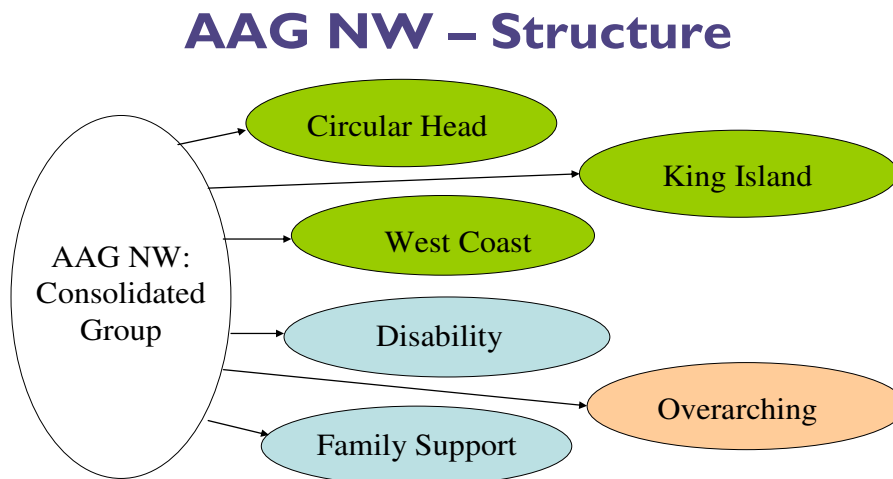 AAG NW – Structure
Circular Head
King Island
West Coast
AAG NW:
Consolidated
Group
Disability
Overarching
Family Support